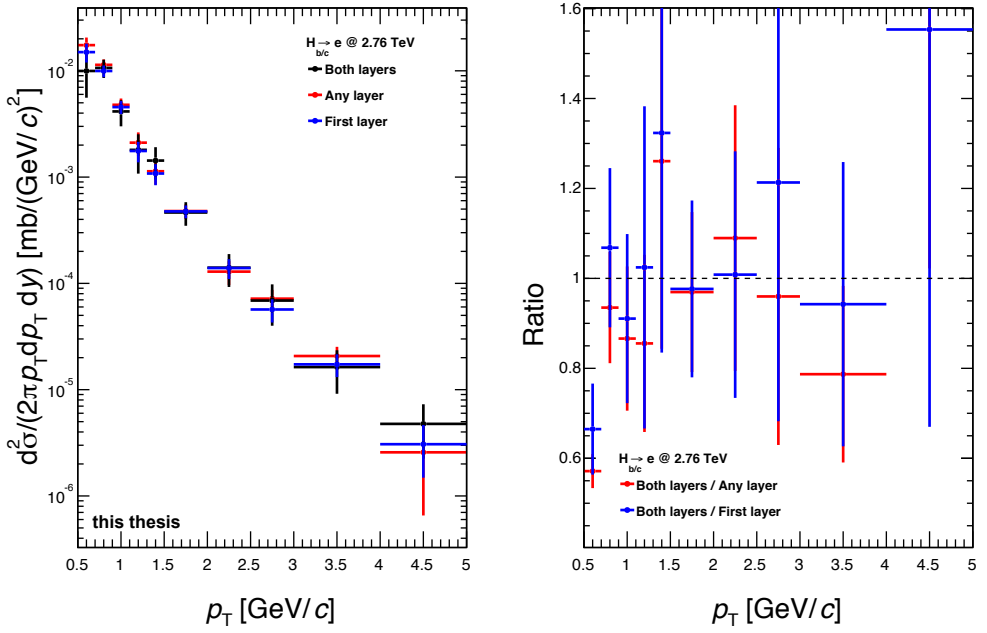 H→e @ 2.76 TeV
b/c
Both layers
Any layer
First layer
10⁻²
10⁻³
10⁻⁴
10⁻⁵
10⁻⁶
d²σ/(2πp_T dp_T dy) [mb/(GeV/c)²]
this thesis
0.5 1 1.5 2 2.5 3 3.5 4 4.5 5
p_T [GeV/c]
1.6
1.4
1.2
1
0.8
0.6
0.4
Ratio
H→e @ 2.76 TeV
b/c
Both layers / Any layer
Both layers / First layer
0.5 1 1.5 2 2.5 3 3.5 4 4.5 5
p_T [GeV/c]